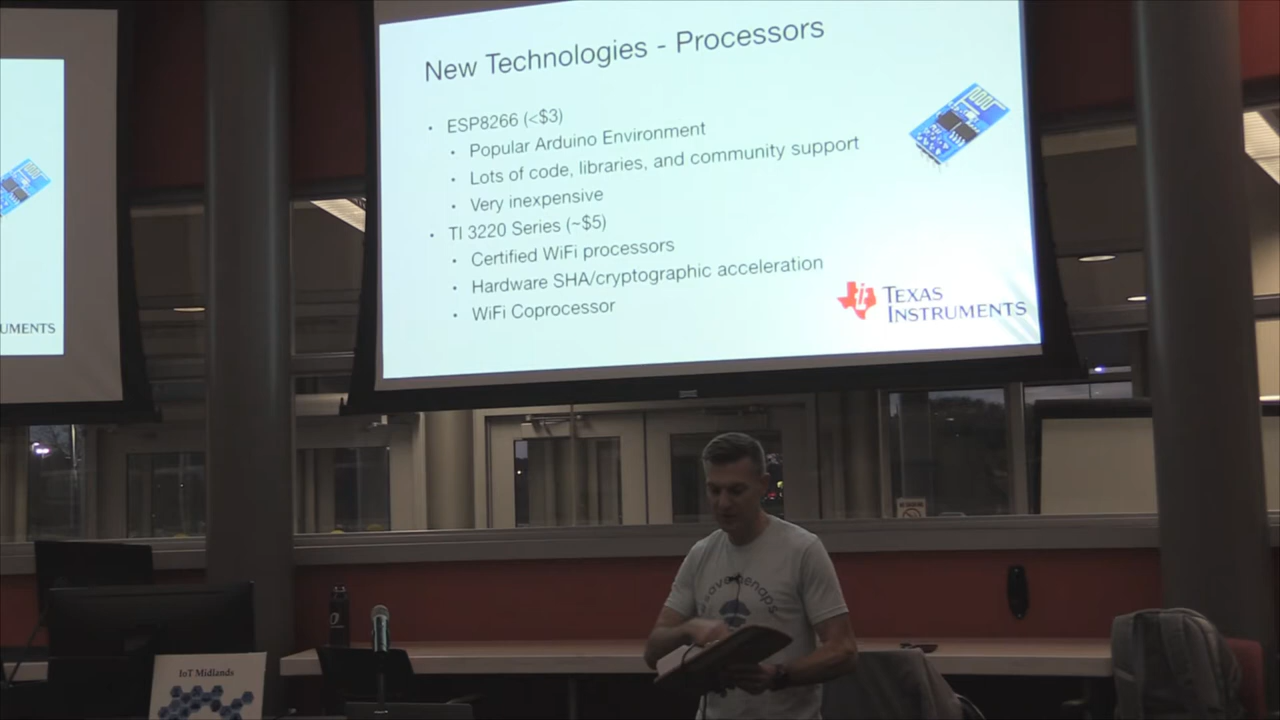 New Technologies - Processors
• ESP8266 (<$3)
• Popular Arduino Environment
• Lots of code, libraries, and community support
• Very inexpensive
• TI 3220 Series (~$5)
• Certified WiFi processors
• Hardware SHA/cryptographic acceleration
• WiFi Coprocessor
TEXAS
INSTRUMENTS
UMENTS
IoT Midlands